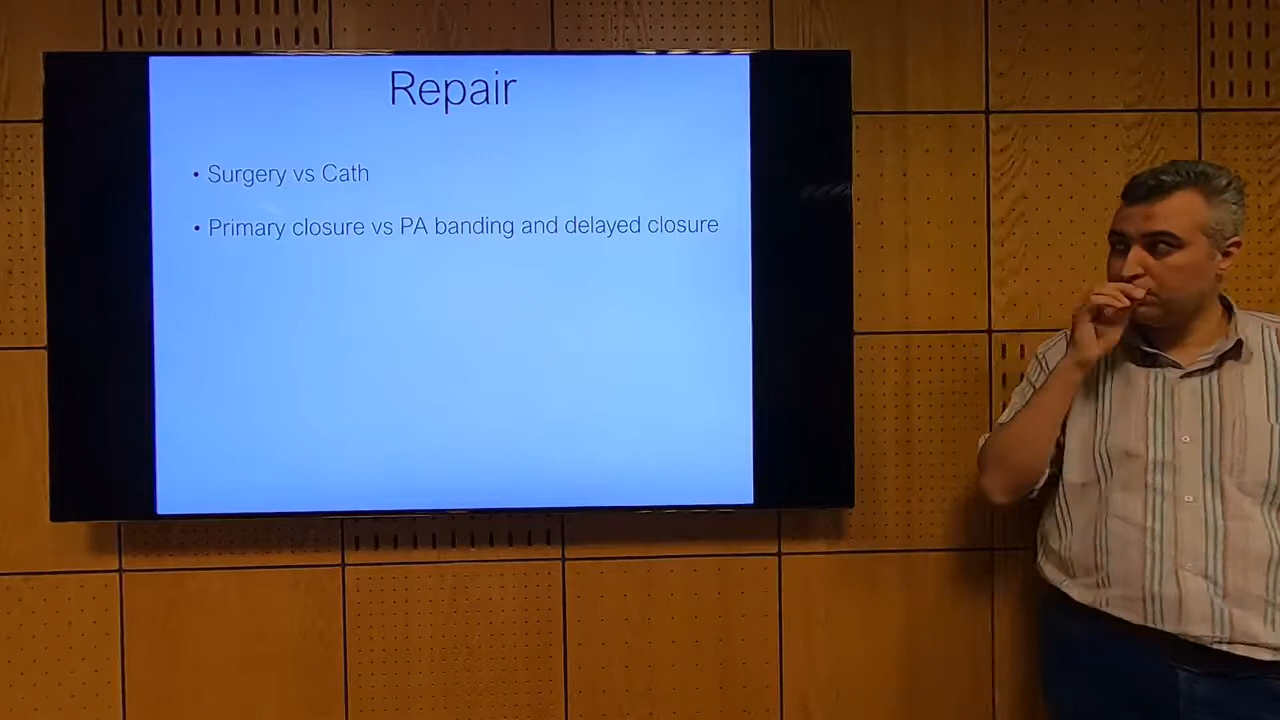 Repair
• Surgery vs Cath
• Primary closure vs PA banding and delayed closure